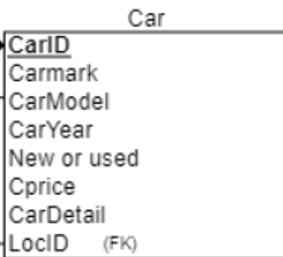 Car
CarID
Carmark
CarModel
CarYear
New or used
Cprice
CarDetail
LocID (FK)